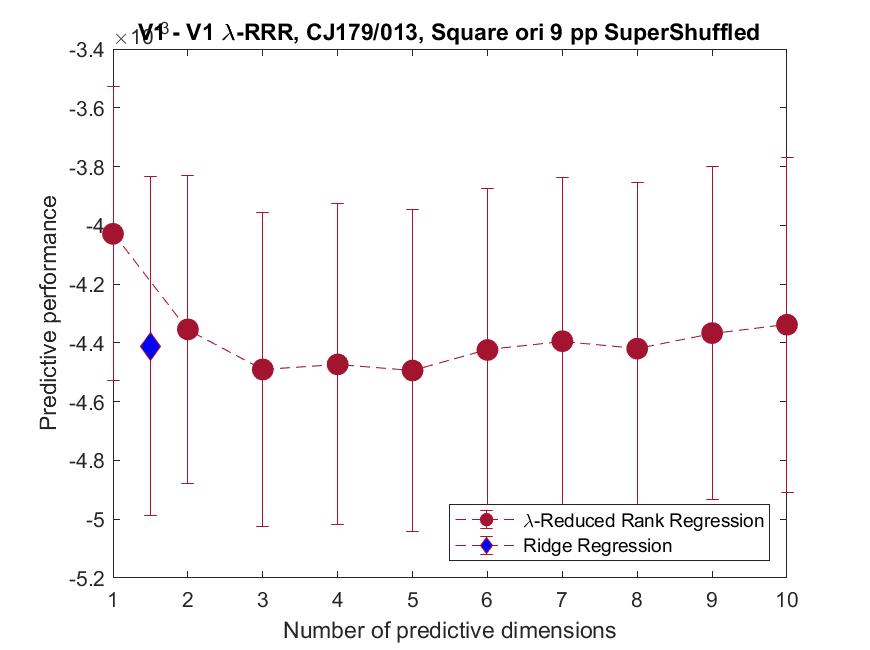 V1 - V1 λ-RRR, CJ179/013, Square ori 9 pp SuperShuffled
×10⁻³
-3.4
-3.6
-3.8
-4
-4.2
-4.4
-4.6
-4.8
-5
-5.2
Predictive performance
λ-Reduced Rank Regression
Ridge Regression
1 2 3 4 5 6 7 8 9 10
Number of predictive dimensions